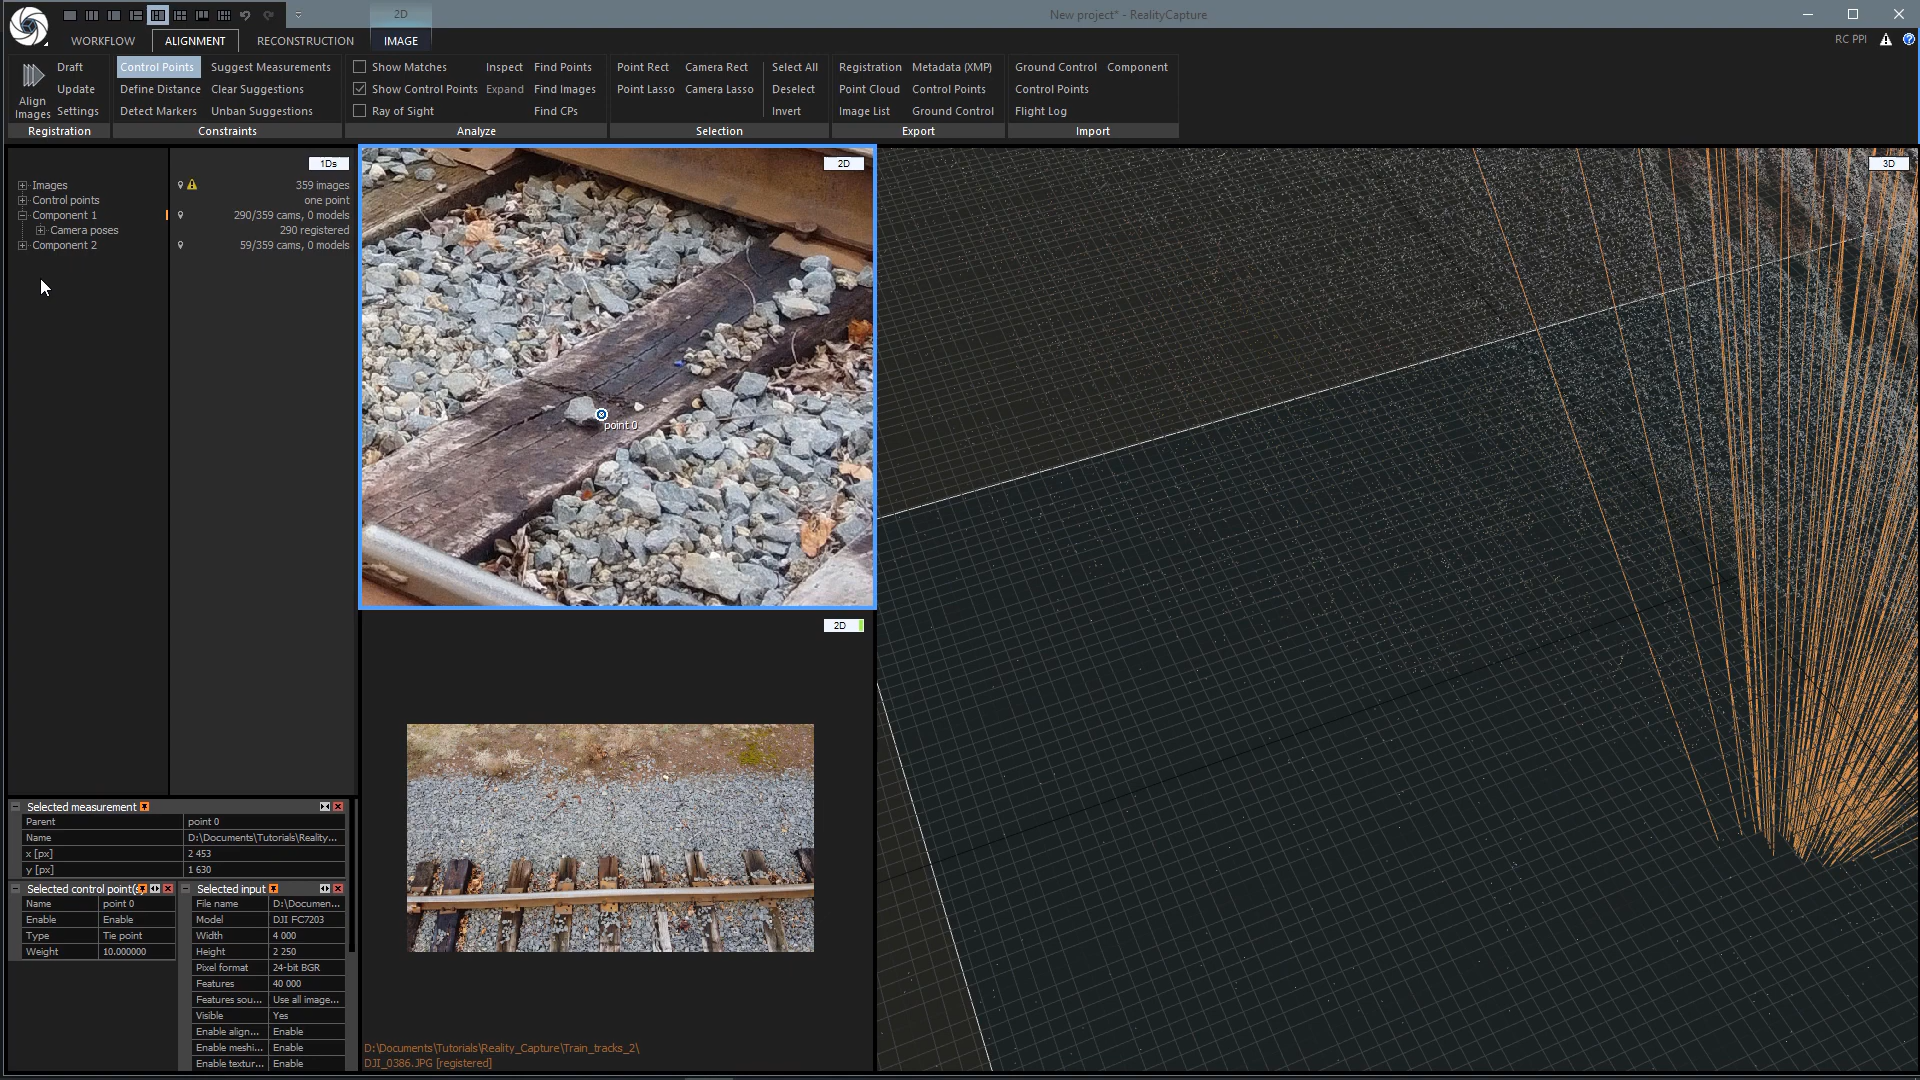 2D
New project* - RealityCapture
WORKFLOW ALIGNMENT RECONSTRUCTION IMAGE
RC PPI
Align Images
Draft
Update
Settings
Registration
Control Points Suggest Measurements
Define Distance Clear Suggestions
Detect Markers Unban Suggestions
Constraints
Show Matches Inspect Find Points
Show Control Points Expand Find Images
Ray of Sight Find CPs
Analyze
Point Rect Camera Rect Select All
Point Lasso Camera Lasso Deselect
Invert
Selection
Registration Metadata (XMP)
Point Cloud Control Points
Image List Ground Control
Export
Ground Control Component
Control Points
Flight Log
Import
1Ds
Images 359 images
Control points one point
Component 1 290/359 cams, 0 models
Camera poses 290 registered
Component 2 59/359 cams, 0 models
2D
point 0
2D
D:\Documents\Tutorials\Reality_Capture\Train_tracks_2\
DJI_0386.JPG [registered]
3D
Selected measurement
Parent point 0
Name D:\Documents\Tutorials\Reality...
x [px] 2 453
y [px] 1 630
Selected control point(s
Name point 0
Enable Enable
Type Tie point
Weight 10.000000
Selected input
File name D:\Documen...
Model DJI FC7203
Width 4 000
Height 2 250
Pixel format 24-bit BGR
Features 40 000
Features sou... Use all image...
Visible Yes
Enable align... Enable
Enable meshi... Enable
Enable textur... Enable